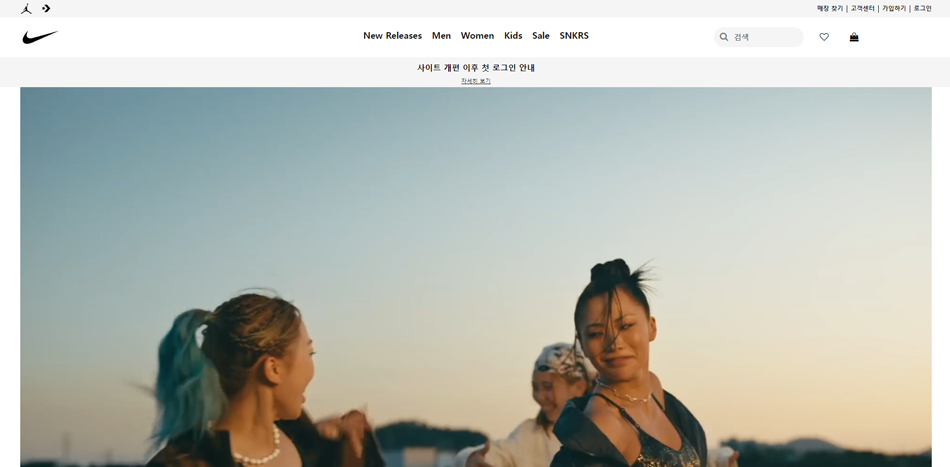 매장 찾기 | 고객센터 | 가입하기 | 로그인
New Releases Men Women Kids Sale SNKRS
검색
사이트 개편 이후 첫 로그인 안내
자세히 보기